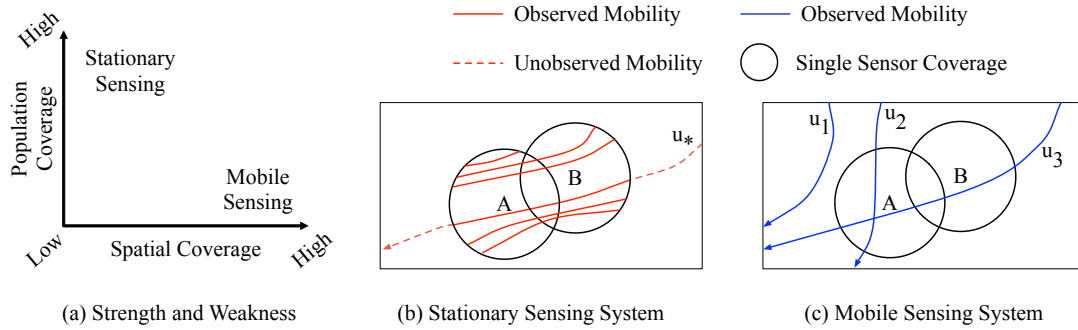 High
Population
Coverage
Stationary
Sensing
Mobile
Sensing
Low
Spatial Coverage
High
(a) Strength and Weakness
Observed Mobility
Unobserved Mobility
Observed Mobility
Single Sensor Coverage
A
B
u*
(b) Stationary Sensing System
u1
u2
u3
A
B
(c) Mobile Sensing System